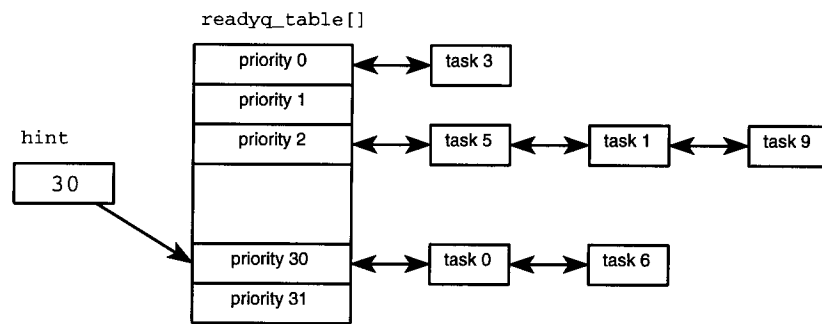 readyq_table[]
priority 0
task 3
priority 1
hint
priority 2
task 5
task 1
task 9
30
priority 30
task 0
task 6
priority 31